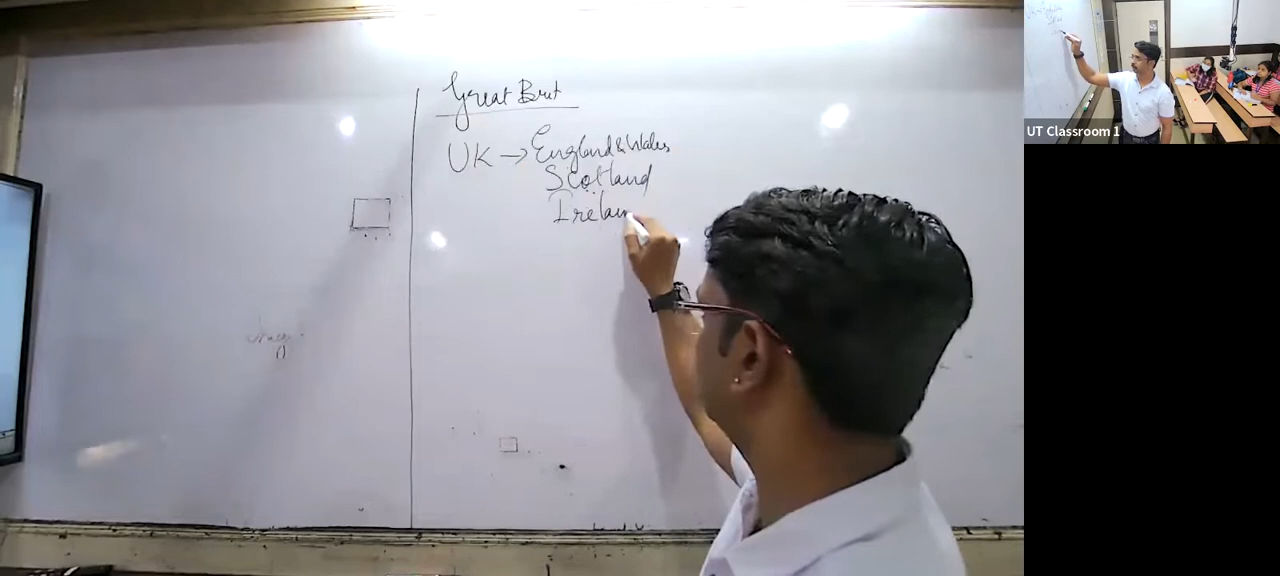 Great Brit
UK → England & Wales
Scotland
Irelan
UT Classroom 1